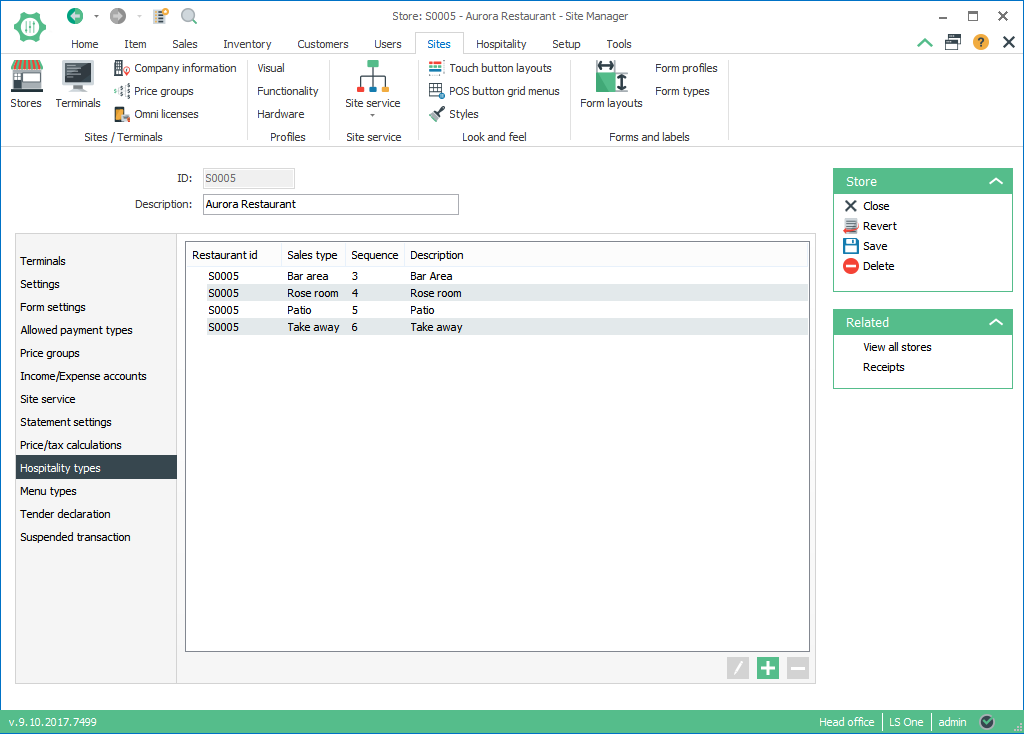 Store: S0005 - Aurora Restaurant - Site Manager
Home Item Sales Inventory Customers Users Sites Hospitality Setup Tools
Stores
Terminals
Company information
Price groups
Omni licenses
Sites / Terminals
Visual
Functionality
Hardware
Profiles
Site service
Site service
Touch button layouts
POS button grid menus
Styles
Look and feel
Form layouts
Form profiles
Form types
Forms and labels
ID: S0005
Description: Aurora Restaurant
Terminals
Settings
Form settings
Allowed payment types
Price groups
Income/Expense accounts
Site service
Statement settings
Price/tax calculations
Hospitality types
Menu types
Tender declaration
Suspended transaction
Restaurant id Sales type Sequence Description
S0005 Bar area 3 Bar Area
S0005 Rose room 4 Rose room
S0005 Patio 5 Patio
S0005 Take away 6 Take away
Store
Close
Revert
Save
Delete
Related
View all stores
Receipts
v.9.10.2017.7499
Head office LS One admin